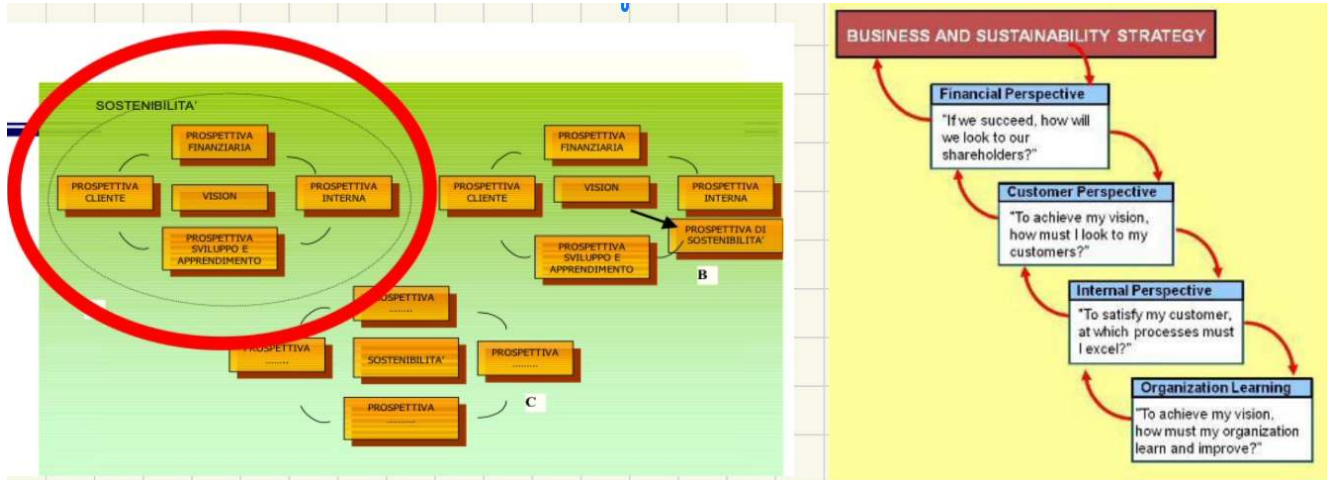 SOSTENIBILITA'
PROSPETTIVA
FINANZIARIA
PROSPETTIVA
CLIENTE
VISION
PROSPETTIVA
INTERNA
PROSPETTIVA
SVILUPPO E
APPRENDIMENTO
PROSPETTIVA
FINANZIARIA
PROSPETTIVA
CLIENTE
VISION
PROSPETTIVA
INTERNA
PROSPETTIVA DI
SOSTENIBILITA'
PROSPETTIVA
SVILUPPO E
APPRENDIMENTO
B
PROSPETTIVA
........
PROSPETTIVA
........
SOSTENIBILITA'
PROSPETTIVA
.........
PROSPETTIVA
.........
C
BUSINESS AND SUSTAINABILITY STRATEGY
Financial Perspective
"If we succeed, how will
we look to our
shareholders?"
Customer Perspective
"To achieve my vision,
how must I look to my
customers?"
Internal Perspective
"To satisfy my customer,
at which processes must
I excel?"
Organization Learning
"To achieve my vision,
how must my organization
learn and improve?"